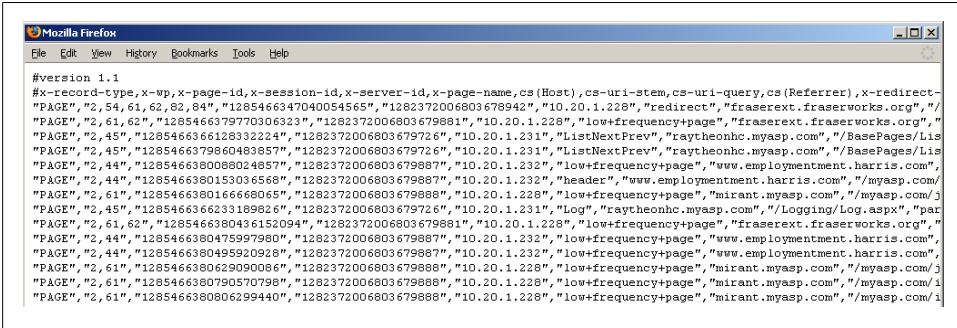 Mozilla Firefox
File Edit View History Bookmarks Tools Help
#version 1.1
#x-record-type,x-wp,x-page-id,x-session-id,x-server-id,x-page-name,cs(Host),cs-uri-stem,cs-uri-query,cs(Referrer),x-redirect-
"PAGE","2,54,61,62,82,84","1285466347040054565","1282372006803678942","10.20.1.228","redirect","fraserext.fraserworks.org","/
"PAGE","2,61,62","1285466379770306323","1282372006803679881","10.20.1.228","low+frequency+page","fraserext.fraserworks.org","
"PAGE","2,45","1285466366128332224","1282372006803679726","10.20.1.231","ListNextPrev","raytheonhc.myasp.com","/BasePages/Lis
"PAGE","2,45","1285466379860483857","1282372006803679726","10.20.1.231","ListNextPrev","raytheonhc.myasp.com","/BasePages/Lis
"PAGE","2,44","1285466380088024857","1282372006803679887","10.20.1.232","low+frequency+page","www.employmentment.harris.com",
"PAGE","2,44","1285466380153036568","1282372006803679887","10.20.1.232","header","www.employmentment.harris.com","/myasp.com/
"PAGE","2,61","1285466380166668065","1282372006803679888","10.20.1.228","low+frequency+page","mirant.myasp.com","/myasp.com/j
"PAGE","2,45","1285466366233189826","1282372006803679726","10.20.1.231","Log","raytheonhc.myasp.com","/Logging/Log.aspx","par
"PAGE","2,61,62","1285466380436152094","1282372006803679881","10.20.1.228","low+frequency+page","fraserext.fraserworks.org","
"PAGE","2,44","1285466380475997980","1282372006803679887","10.20.1.232","low+frequency+page","www.employmentment.harris.com",
"PAGE","2,44","1285466380495920928","1282372006803679887","10.20.1.232","low+frequency+page","www.employmentment.harris.com",
"PAGE","2,61","1285466380629090086","1282372006803679888","10.20.1.228","low+frequency+page","mirant.myasp.com","/myasp.com/j
"PAGE","2,61","1285466380790570798","1282372006803679888","10.20.1.228","low+frequency+page","mirant.myasp.com","/myasp.com/i
"PAGE","2,61","1285466380806299440","1282372006803679888","10.20.1.228","low+frequency+page","mirant.myasp.com","/myasp.com/i